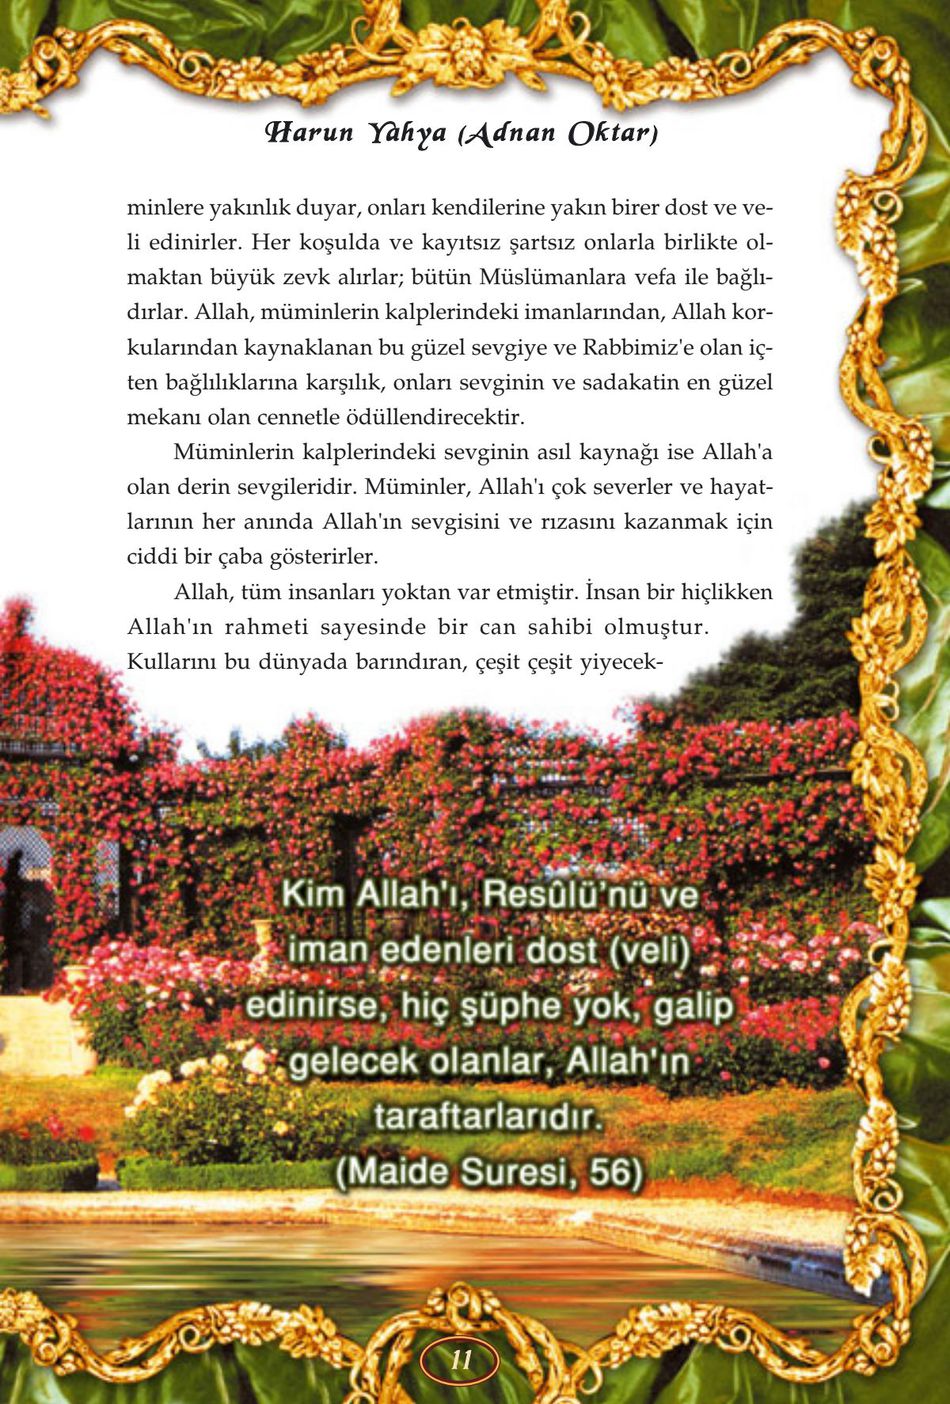 Harun Yahya (Adnan Oktar)
minlere yakınlık duyar, onları kendilerine yakın birer dost ve ve-
li edinirler. Her koşulda ve kayıtsız şartsız onlarla birlikte ol-
maktan büyük zevk alırlar; bütün Müslümanlara vefa ile bağlı-
dırlar. Allah, müminlerin kalplerindeki imanlarından, Allah kor-
kularından kaynaklanan bu güzel sevgiye ve Rabbimiz'e olan iç-
ten bağlılıklarına karşılık, onları sevginin ve sadakatin en güzel
mekanı olan cennetle ödüllendirecektir.
Müminlerin kalplerindeki sevginin asıl kaynağı ise Allah'a
olan derin sevgileridir. Müminler, Allah'ı çok severler ve hayat-
larının her anında Allah'ın sevgisini ve rızasını kazanmak için
ciddi bir çaba gösterirler.
Allah, tüm insanları yoktan var etmiştir. İnsan bir hiçlikken
Allah'ın rahmeti sayesinde bir can sahibi olmuştur.
Kullarını bu dünyada barındıran, çeşit çeşit yiyecek-
Kim Allah'ı, Resûlü’nü ve
iman edenleri dost (veli)
edinirse, hiç şüphe yok, galip
gelecek olanlar, Allah'ın
taraftarlarıdır.
(Maide Suresi, 56)
11